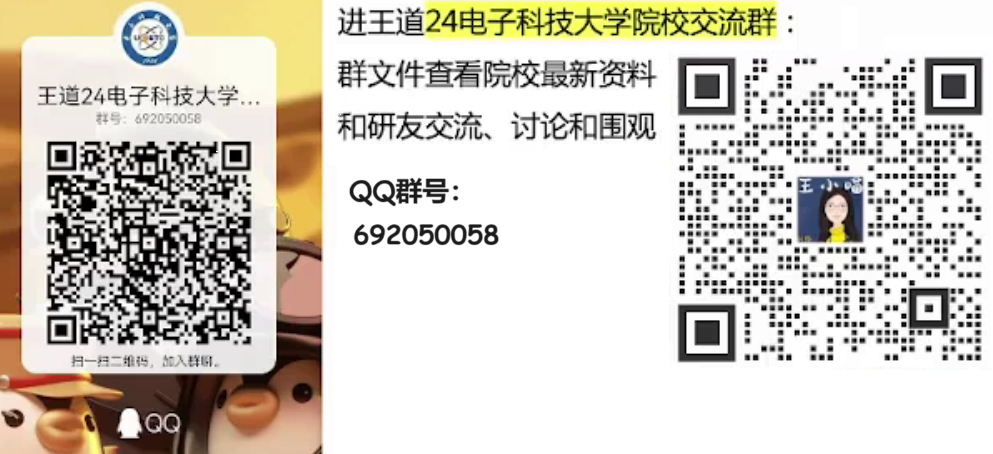 王道24电子科技大学...
群号：692050058
扫一扫二维码，加入群聊。
QQ
进王道24电子科技大学院校交流群：
群文件查看院校最新资料
和研友交流、讨论和围观
QQ群号：
692050058
王小喵